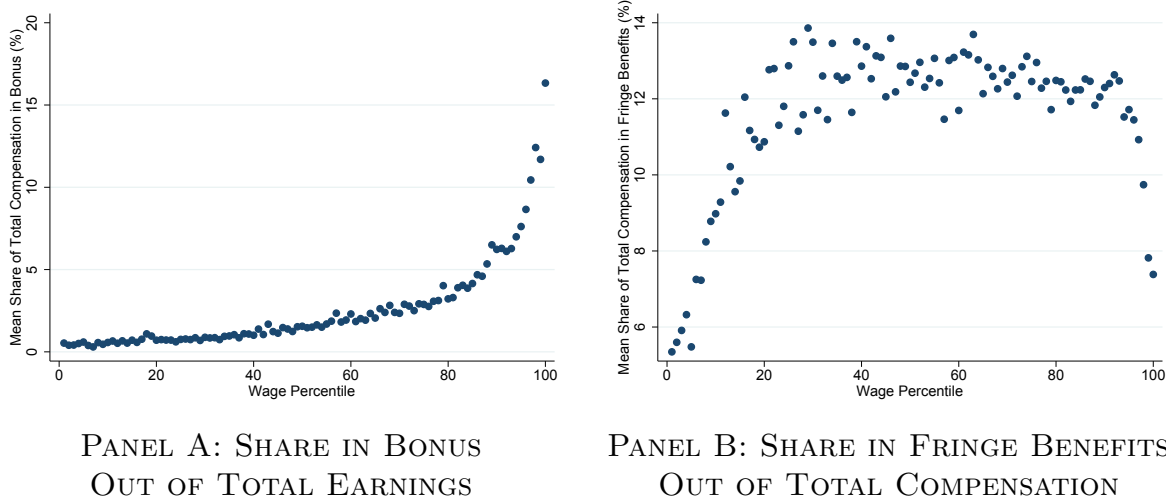 Mean Share of Total Compensation in Bonus (%)
20
15
10
5
0
0 20 40 60 80 100
Wage Percentile
PANEL A: SHARE IN BONUS
OUT OF TOTAL EARNINGS
Mean Share of Total Compensation in Fringe Benefits (%)
14
12
10
8
6
0 20 40 60 80 100
Wage Percentile
PANEL B: SHARE IN FRINGE BENEFITS
OUT OF TOTAL COMPENSATION